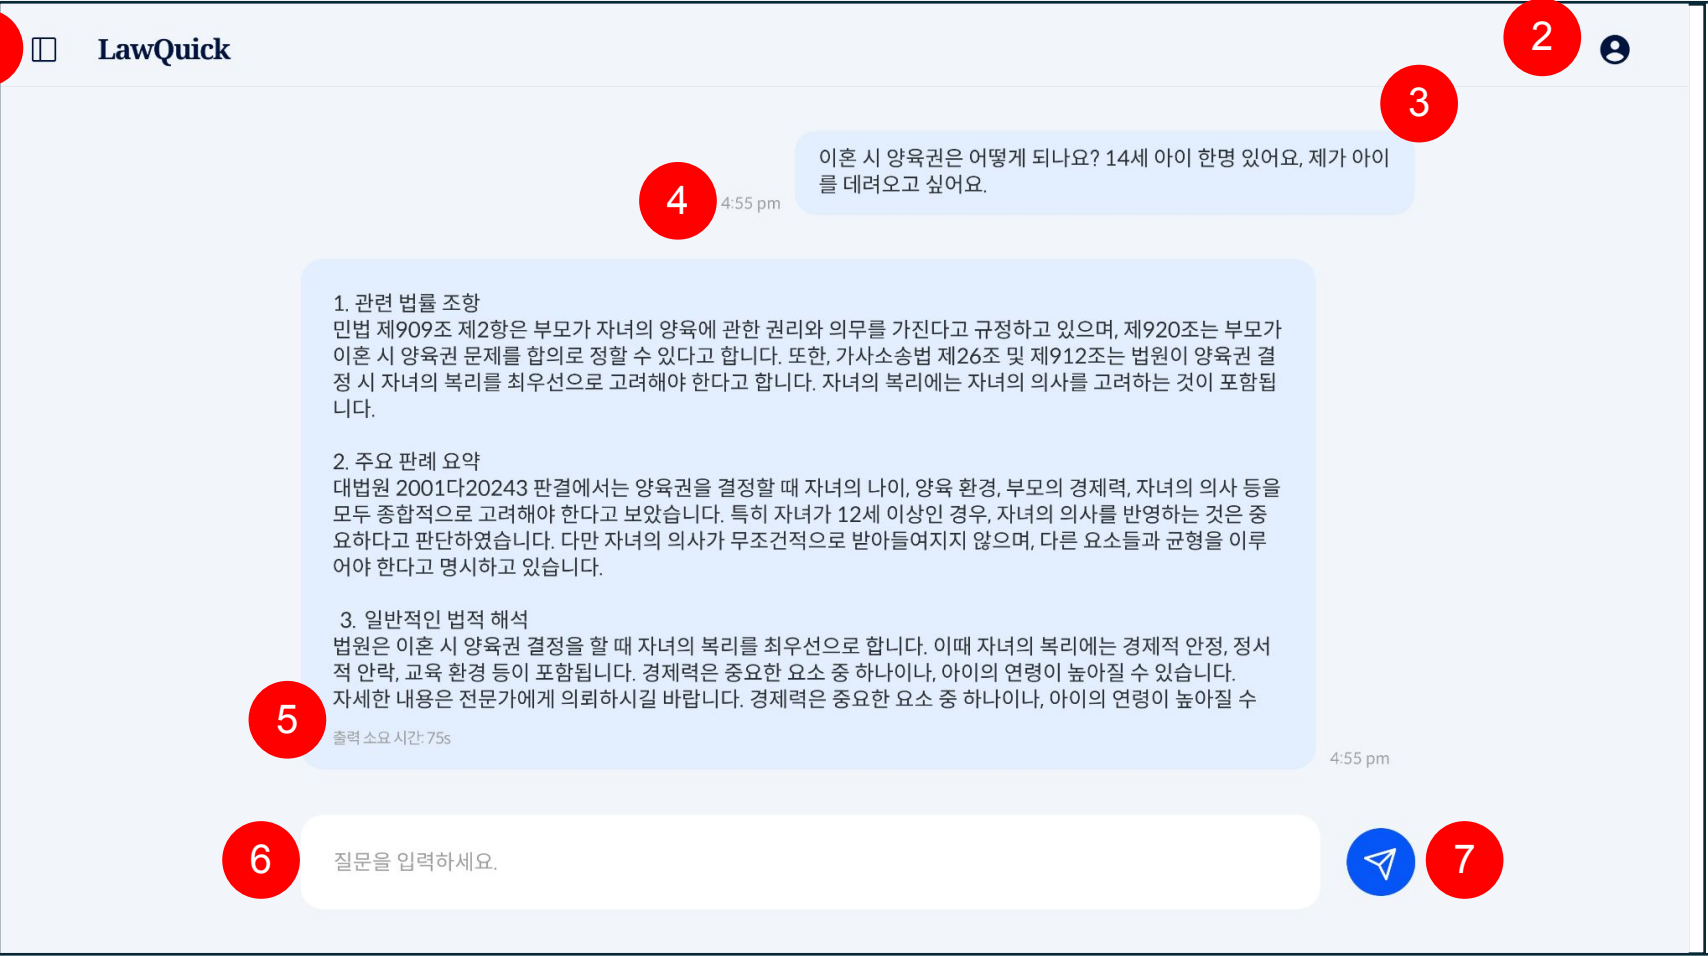 LawQuick
2
3
이혼 시 양육권은 어떻게 되나요? 14세 아이 한명 있어요, 제가 아이
를 데려오고 싶어요.
4
4:55 pm
1. 관련 법률 조항
민법 제909조 제2항은 부모가 자녀의 양육에 관한 권리와 의무를 가진다고 규정하고 있으며, 제920조는 부모가
이혼 시 양육권 문제를 합의로 정할 수 있다고 합니다. 또한, 가사소송법 제26조 및 제912조는 법원이 양육권 결
정 시 자녀의 복리를 최우선으로 고려해야 한다고 합니다. 자녀의 복리에는 자녀의 의사를 고려하는 것이 포함됩
니다.
2. 주요 판례 요약
대법원 2001다20243 판결에서는 양육권을 결정할 때 자녀의 나이, 양육 환경, 부모의 경제력, 자녀의 의사 등을
모두 종합적으로 고려해야 한다고 보았습니다. 특히 자녀가 12세 이상인 경우, 자녀의 의사를 반영하는 것은 중
요하다고 판단하였습니다. 다만 자녀의 의사가 무조건적으로 받아들여지지 않으며, 다른 요소들과 균형을 이루
어야 한다고 명시하고 있습니다.
3. 일반적인 법적 해석
법원은 이혼 시 양육권 결정을 할 때 자녀의 복리를 최우선으로 합니다. 이때 자녀의 복리에는 경제적 안정, 정서
적 안락, 교육 환경 등이 포함됩니다. 경제력은 중요한 요소 중 하나이나, 아이의 연령이 높아질 수 있습니다.
자세한 내용은 전문가에게 의뢰하시길 바랍니다. 경제력은 중요한 요소 중 하나이나, 아이의 연령이 높아질 수
5
출력 소요 시간: 75s
4:55 pm
6
질문을 입력하세요.
7